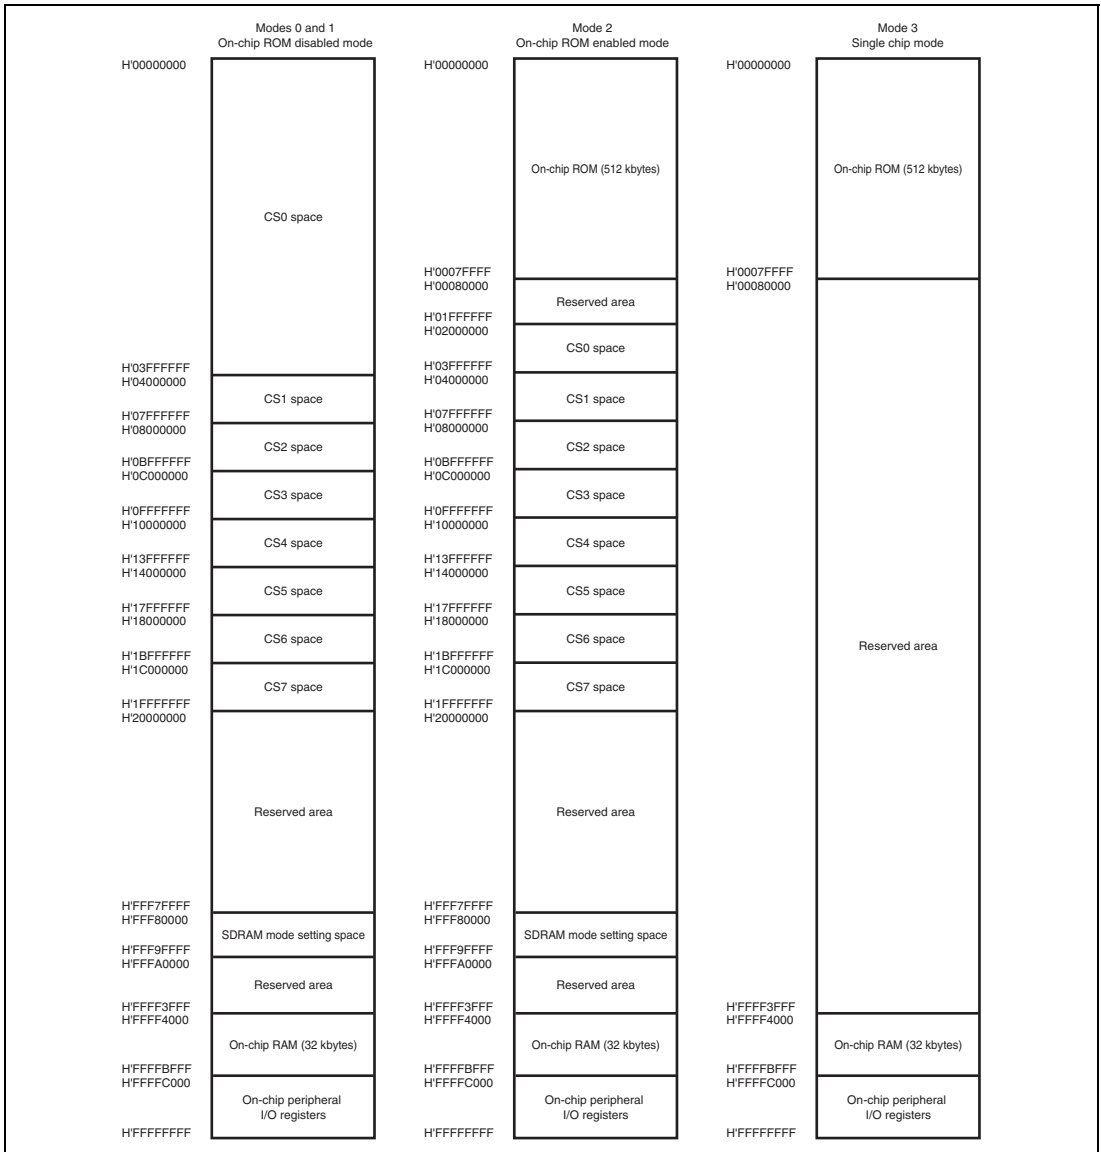 Modes 0 and 1
On-chip ROM disabled mode
H'00000000
CS0 space
H'03FFFFFF
H'04000000
CS1 space
H'07FFFFFF
H'08000000
CS2 space
H'0BFFFFFF
H'0C000000
CS3 space
H'0FFFFFFF
H'10000000
CS4 space
H'13FFFFFF
H'14000000
CS5 space
H'17FFFFFF
H'18000000
CS6 space
H'1BFFFFFF
H'1C000000
CS7 space
H'1FFFFFFF
H'20000000
Reserved area
H'FFF7FFFF
H'FFF80000
SDRAM mode setting space
H'FFF9FFFF
H'FFFA0000
Reserved area
H'FFFF3FFF
H'FFFF4000
On-chip RAM (32 kbytes)
H'FFFFBFFF
H'FFFFC000
On-chip peripheral
I/O registers
H'FFFFFFFF
Mode 2
On-chip ROM enabled mode
H'00000000
On-chip ROM (512 kbytes)
H'0007FFFF
H'00080000
Reserved area
H'01FFFFFF
H'02000000
CS0 space
H'03FFFFFF
H'04000000
CS1 space
H'07FFFFFF
H'08000000
CS2 space
H'0BFFFFFF
H'0C000000
CS3 space
H'0FFFFFFF
H'10000000
CS4 space
H'13FFFFFF
H'14000000
CS5 space
H'17FFFFFF
H'18000000
CS6 space
H'1BFFFFFF
H'1C000000
CS7 space
H'1FFFFFFF
H'20000000
Reserved area
H'FFF7FFFF
H'FFF80000
SDRAM mode setting space
H'FFF9FFFF
H'FFFA0000
Reserved area
H'FFFF3FFF
H'FFFF4000
On-chip RAM (32 kbytes)
H'FFFFBFFF
H'FFFFC000
On-chip peripheral
I/O registers
H'FFFFFFFF
Mode 3
Single chip mode
H'00000000
On-chip ROM (512 kbytes)
H'0007FFFF
H'00080000
Reserved area
H'FFFF3FFF
H'FFFF4000
On-chip RAM (32 kbytes)
H'FFFFBFFF
H'FFFFC000
On-chip peripheral
I/O registers
H'FFFFFFFF